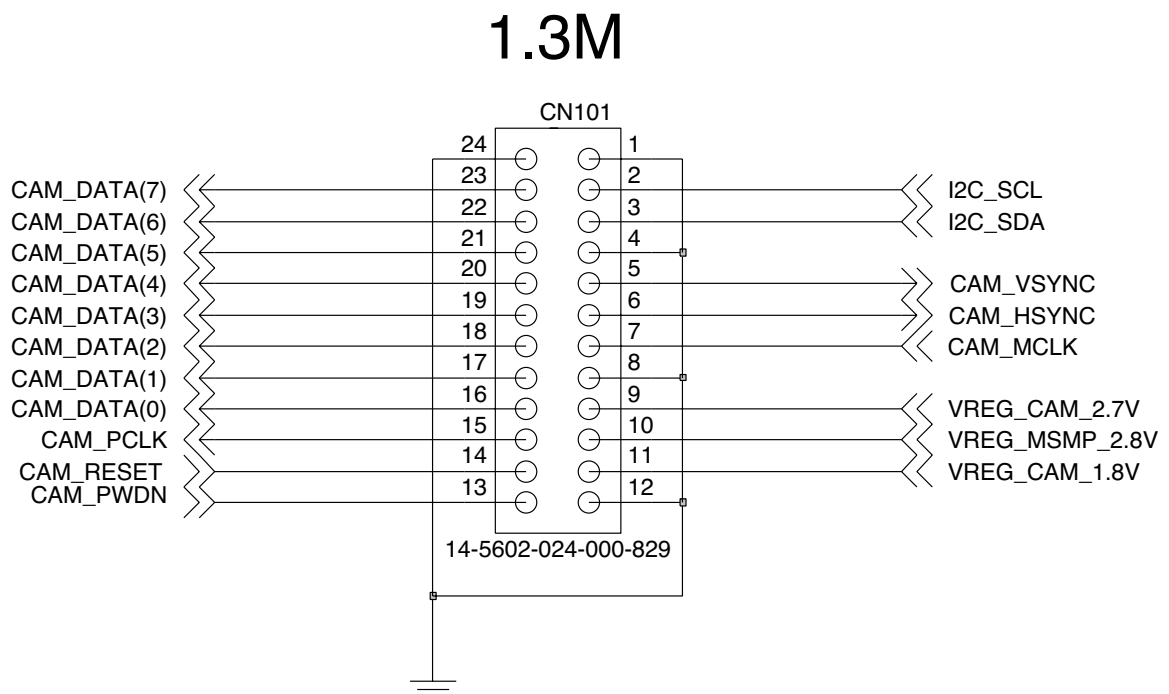 1.3M
CN101
24 1
CAM_DATA(7) 23 2 I2C_SCL
CAM_DATA(6) 22 3 I2C_SDA
CAM_DATA(5) 21 4
CAM_DATA(4) 20 5 CAM_VSYNC
CAM_DATA(3) 19 6 CAM_HSYNC
CAM_DATA(2) 18 7 CAM_MCLK
CAM_DATA(1) 17 8
CAM_DATA(0) 16 9 VREG_CAM_2.7V
CAM_PCLK 15 10 VREG_MSMP_2.8V
CAM_RESET 14 11 VREG_CAM_1.8V
CAM_PWDN 13 12
14-5602-024-000-829